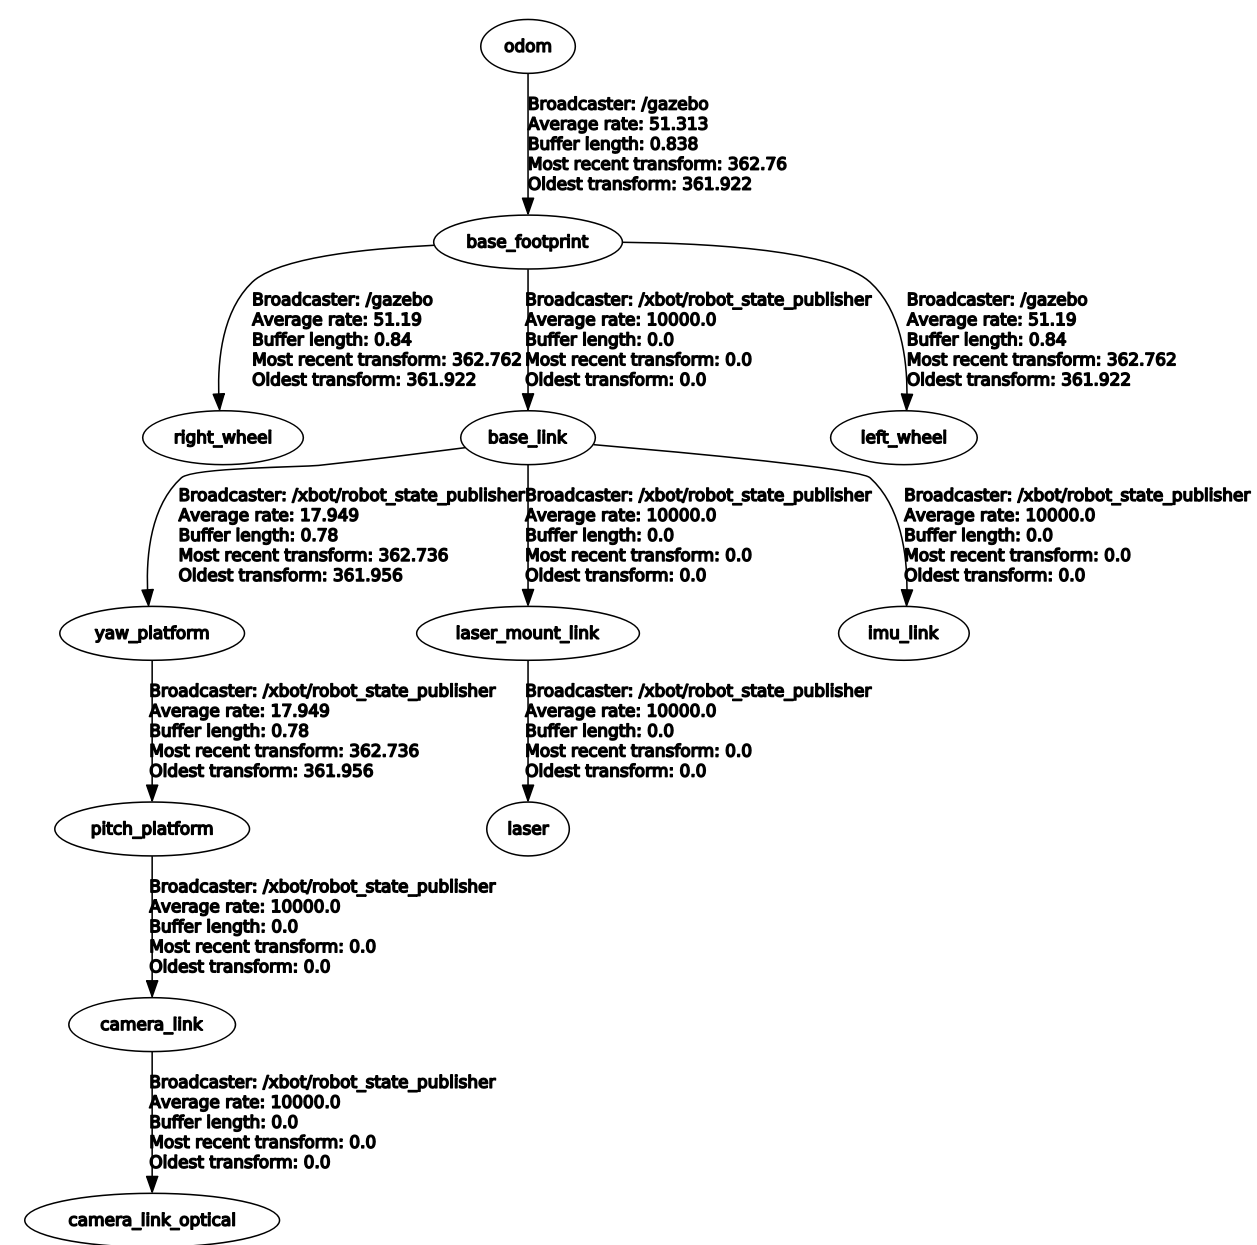 odom
Broadcaster: /gazebo
Average rate: 51.313
Buffer length: 0.838
Most recent transform: 362.76
Oldest transform: 361.922
base_footprint
Broadcaster: /gazebo
Average rate: 51.19
Buffer length: 0.84
Most recent transform: 362.762
Oldest transform: 361.922
Broadcaster: /xbot/robot_state_publisher
Average rate: 10000.0
Buffer length: 0.0
Most recent transform: 0.0
Oldest transform: 0.0
Broadcaster: /gazebo
Average rate: 51.19
Buffer length: 0.84
Most recent transform: 362.762
Oldest transform: 361.922
right_wheel
base_link
left_wheel
Broadcaster: /xbot/robot_state_publisher
Average rate: 17.949
Buffer length: 0.78
Most recent transform: 362.736
Oldest transform: 361.956
Broadcaster: /xbot/robot_state_publisher
Average rate: 10000.0
Buffer length: 0.0
Most recent transform: 0.0
Oldest transform: 0.0
Broadcaster: /xbot/robot_state_publisher
Average rate: 10000.0
Buffer length: 0.0
Most recent transform: 0.0
Oldest transform: 0.0
yaw_platform
laser_mount_link
imu_link
Broadcaster: /xbot/robot_state_publisher
Average rate: 17.949
Buffer length: 0.78
Most recent transform: 362.736
Oldest transform: 361.956
Broadcaster: /xbot/robot_state_publisher
Average rate: 10000.0
Buffer length: 0.0
Most recent transform: 0.0
Oldest transform: 0.0
pitch_platform
laser
Broadcaster: /xbot/robot_state_publisher
Average rate: 10000.0
Buffer length: 0.0
Most recent transform: 0.0
Oldest transform: 0.0
camera_link
Broadcaster: /xbot/robot_state_publisher
Average rate: 10000.0
Buffer length: 0.0
Most recent transform: 0.0
Oldest transform: 0.0
camera_link_optical